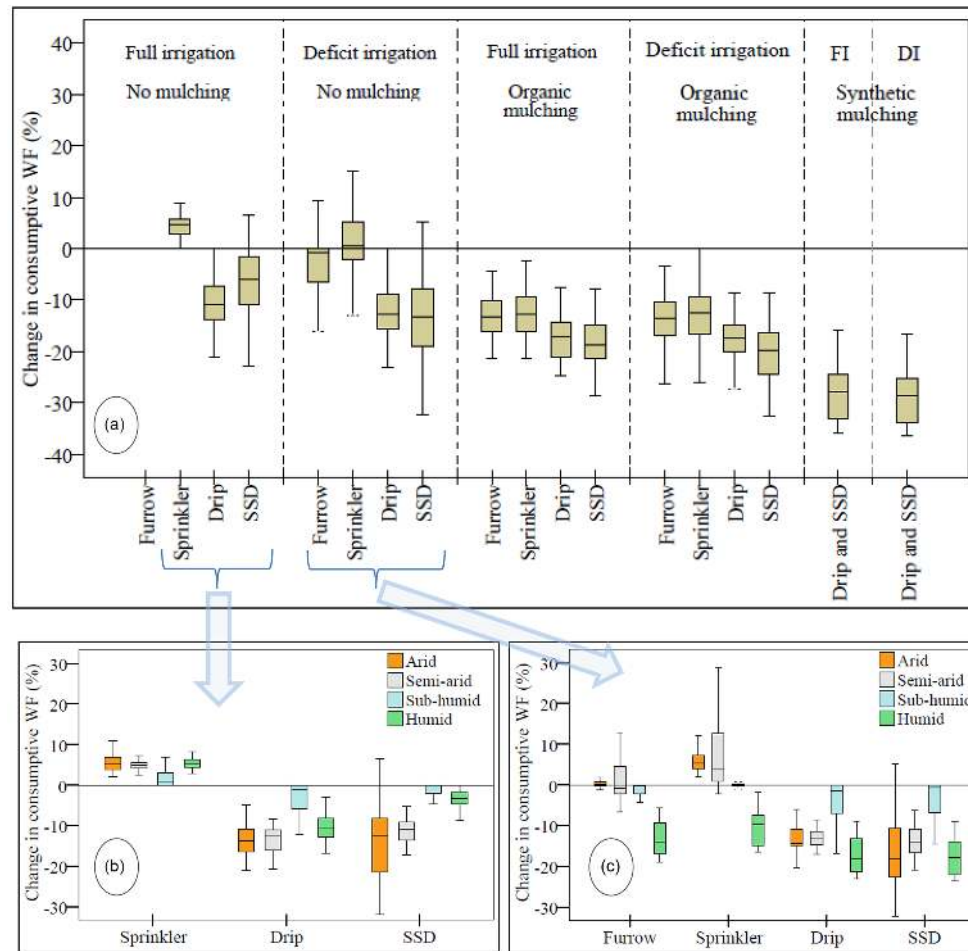 Full irrigation Deficit irrigation Full irrigation Deficit irrigation FI DI
No mulching No mulching Organic mulching Organic mulching Synthetic mulching
Change in consumptive WF (%)
40
30
20
10
0
-10
-20
-30
-40
(a)
Furrow Sprinkler Drip SSD Furrow Sprinkler Drip SSD Furrow Sprinkler Drip SSD Furrow Sprinkler Drip SSD Drip and SSD Drip and SSD
Change in consumptive WF (%)
30
20
10
0
-10
-20
-30
Arid
Semi-arid
Sub-humid
Humid
(b)
Sprinkler Drip SSD
Change in consumptive WF (%)
30
20
10
0
-10
-20
-30
Arid
Semi-arid
Sub-humid
Humid
(c)
Furrow Sprinkler Drip SSD